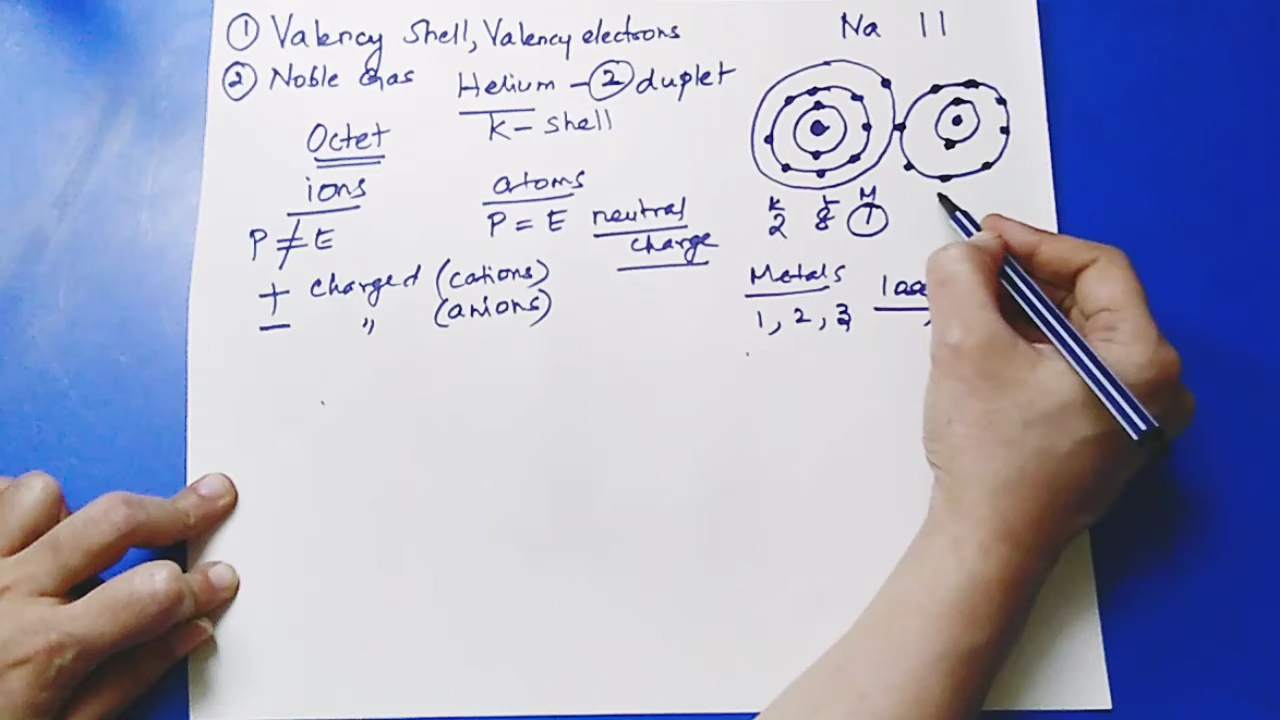 ① Valency Shell, Valency electrons
② Noble Gas Helium - ② duplet
K - shell
Octet
ions
P ≠ E
+ charged (cations)
- " (anions)
atoms
P = E neutral
charge
Na 11
K L M
2 8 1
Metals
1, 2, 3